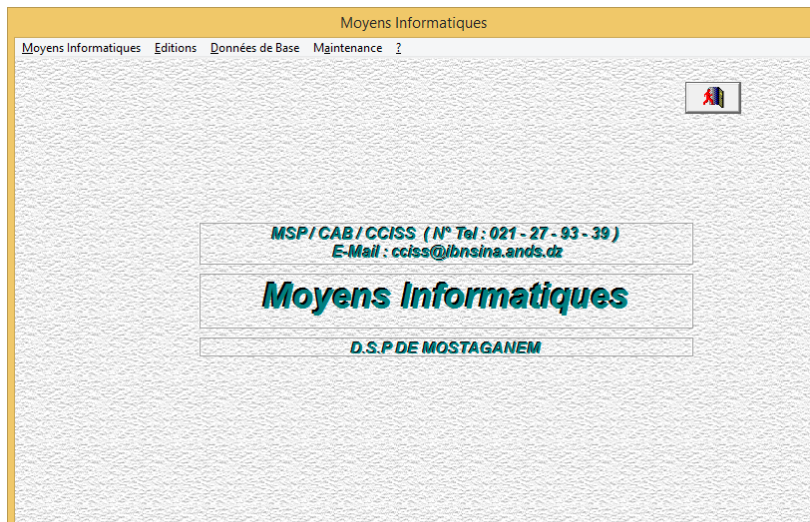 Moyens Informatiques
Moyens Informatiques Editions Données de Base Maintenance ?
MSP / CAB / CCISS ( N° Tel : 021 - 27 - 93 - 39 )
E-Mail : cciss@ibnsina.ands.dz
Moyens Informatiques
D.S.P DE MOSTAGANEM